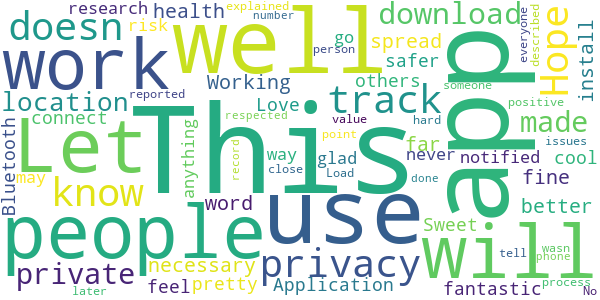 research health explained number go Hope download everyone described
doesn risk well spread app install
work person safer
location reported Working others
track
Bluetooth connect Love positive someone
Let This respected value hard made issues
anything way glad far never notified cool
may know record point close Load done fine
people use word Sweet better
private necessary privacy will wasn phone
feel pretty Application tell fantastic process
later No